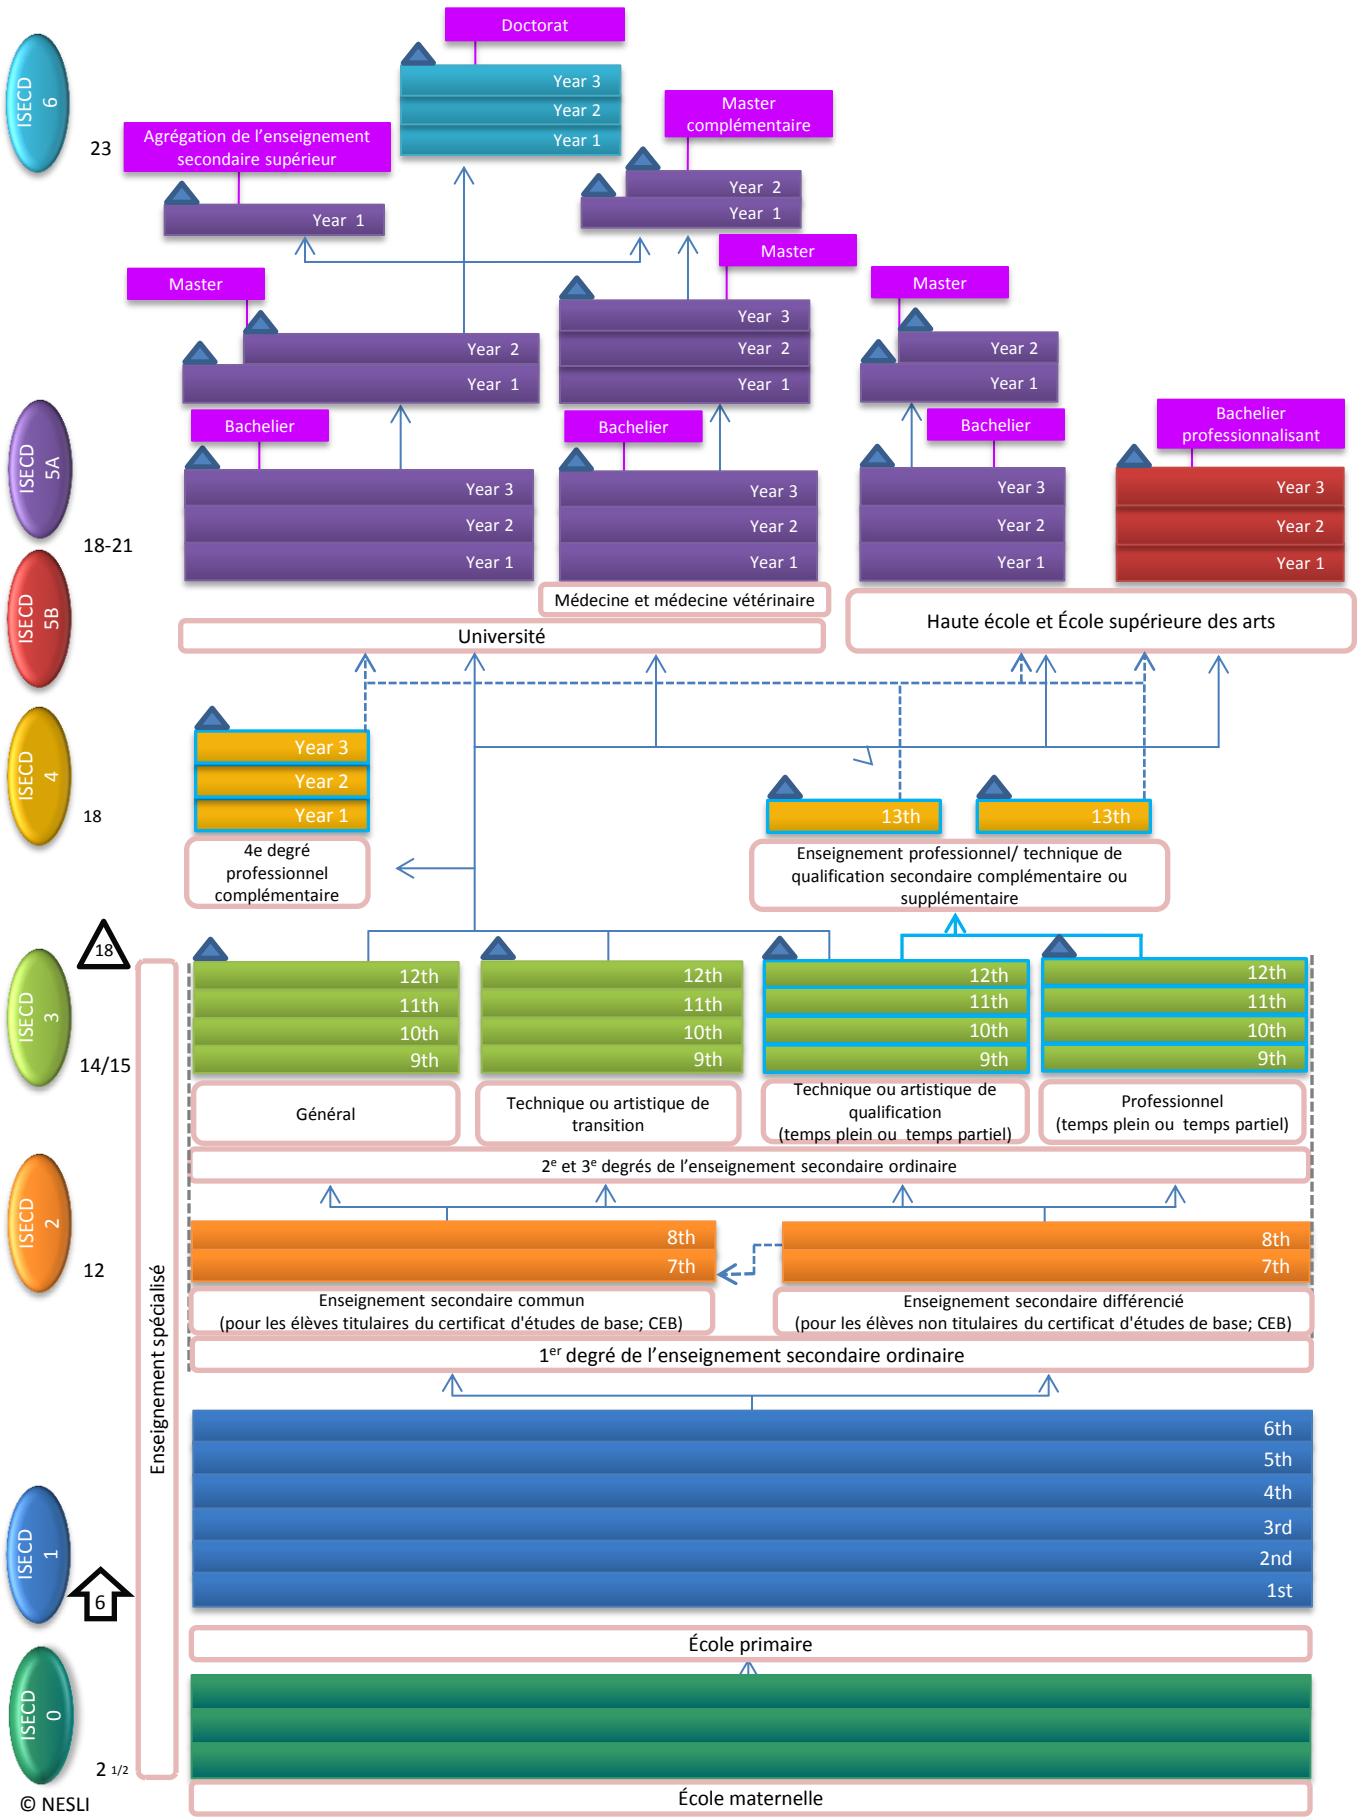 Doctorat
ISECD
6
Year 3
Year 2
Year 1
Master
complémentaire
23
Agrégation de l'enseignement
secondaire supérieur
Year 2
Year 1
Year 1
Master
Master
Master
Year 3
Year 2
Year 1
Year 2
Year 1
Year 2
Year 1
ISECD
5A
Bachelier
Bachelier
Bachelier
Bachelier
professionnalisant
Year 3
Year 2
Year 1
Year 3
Year 2
Year 1
Year 3
Year 2
Year 1
Year 3
Year 2
Year 1
18-21
ISECD
5B
Médecine et médecine vétérinaire
Université
Haute école et École supérieure des arts
ISECD
4
18
Year 3
Year 2
Year 1
13th
13th
4e degré
professionnel
complémentaire
Enseignement professionnel/ technique de
qualification secondaire complémentaire ou
supplémentaire
18
ISECD
3
14/15
12th
11th
10th
9th
12th
11th
10th
9th
12th
11th
10th
9th
12th
11th
10th
9th
Général
Technique ou artistique de
transition
Technique ou artistique de
qualification
(temps plein ou temps partiel)
Professionnel
(temps plein ou temps partiel)
2e et 3e degrés de l'enseignement secondaire ordinaire
ISECD
2
12
8th
7th
8th
7th
Enseignement secondaire commun
(pour les élèves titulaires du certificat d'études de base; CEB)
Enseignement secondaire différencié
(pour les élèves non titulaires du certificat d'études de base; CEB)
1er degré de l'enseignement secondaire ordinaire
Enseignement spécialisé
6th
5th
4th
3rd
2nd
1st
ISECD
1
6
École primaire
ISECD
0
2 1/2
École maternelle
© NESLI